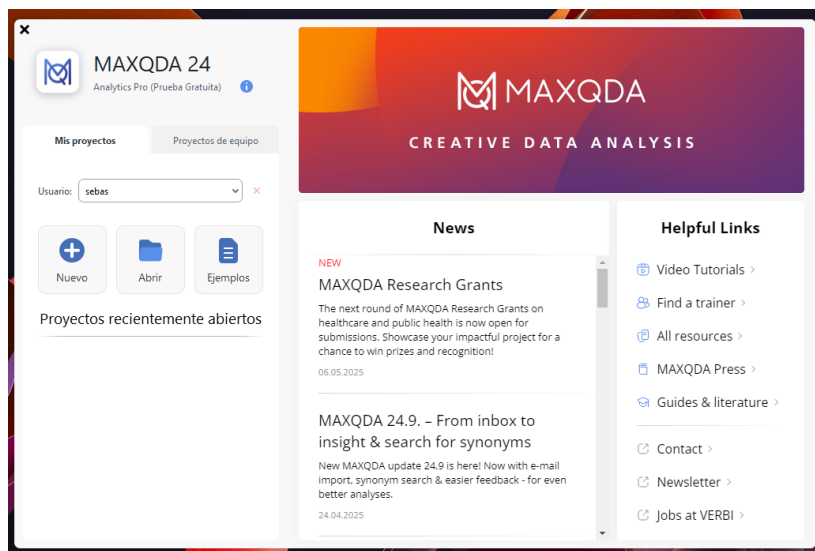 MAXQDA 24
Analytics Pro (Prueba Gratuita)
Mis proyectos
Proyectos de equipo
Usuario:
sebas
Nuevo
Abrir
Ejemplos
Proyectos recientemente abiertos
MAXQDA
CREATIVE DATA ANALYSIS
News
NEW
MAXQDA Research Grants
The next round of MAXQDA Research Grants on
healthcare and public health is now open for
submissions. Showcase your impactful project for a
chance to win prizes and recognition!
06.05.2025
MAXQDA 24.9. – From inbox to
insight & search for synonyms
New MAXQDA update 24.9 is here! Now with e-mail
import, synonym search & easier feedback - for even
better analyses.
24.04.2025
Helpful Links
Video Tutorials
Find a trainer
All resources
MAXQDA Press
Guides & literature
Contact
Newsletter
Jobs at VERBI